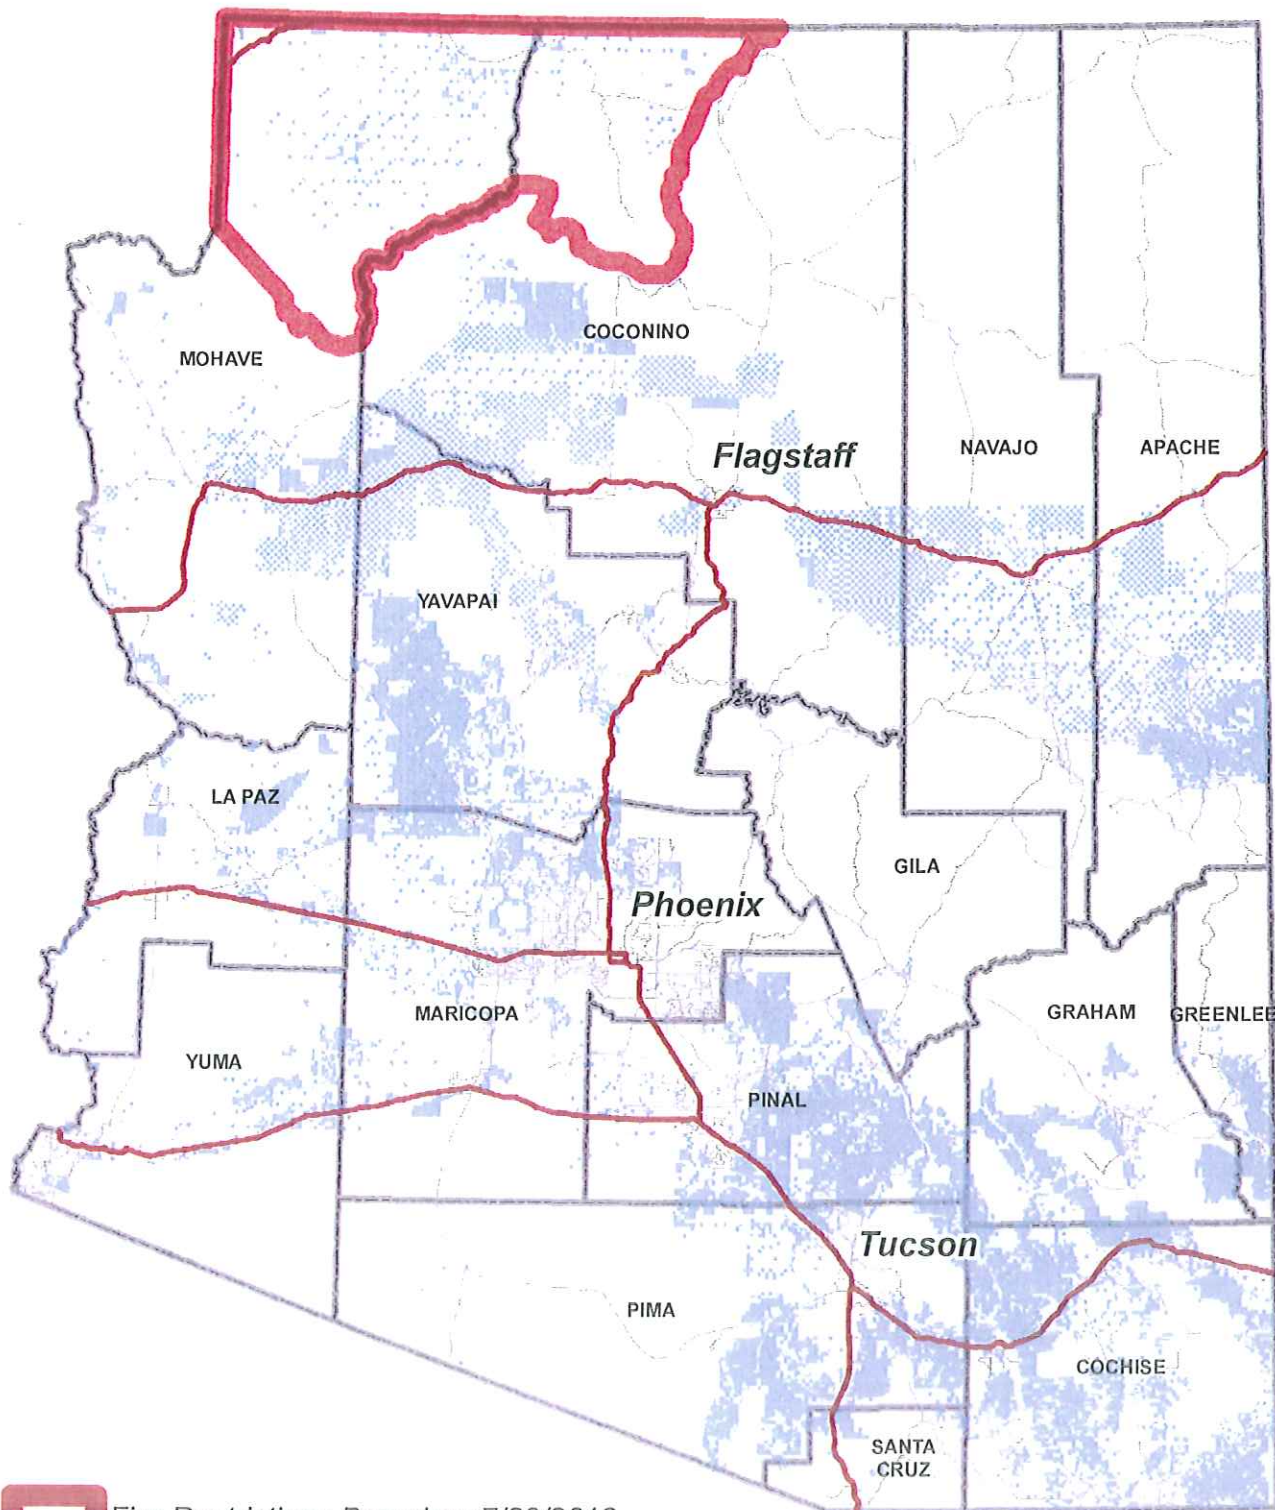 COCONINO
MOHAVE
Flagstaff
NAVAJO
APACHE
YAVAPAI
LA PAZ
GILA
Phoenix
MARICOPA
GRAHAM
GREENLEE
YUMA
PINAL
Tucson
PIMA
COCHISE
SANTA
CRUZ